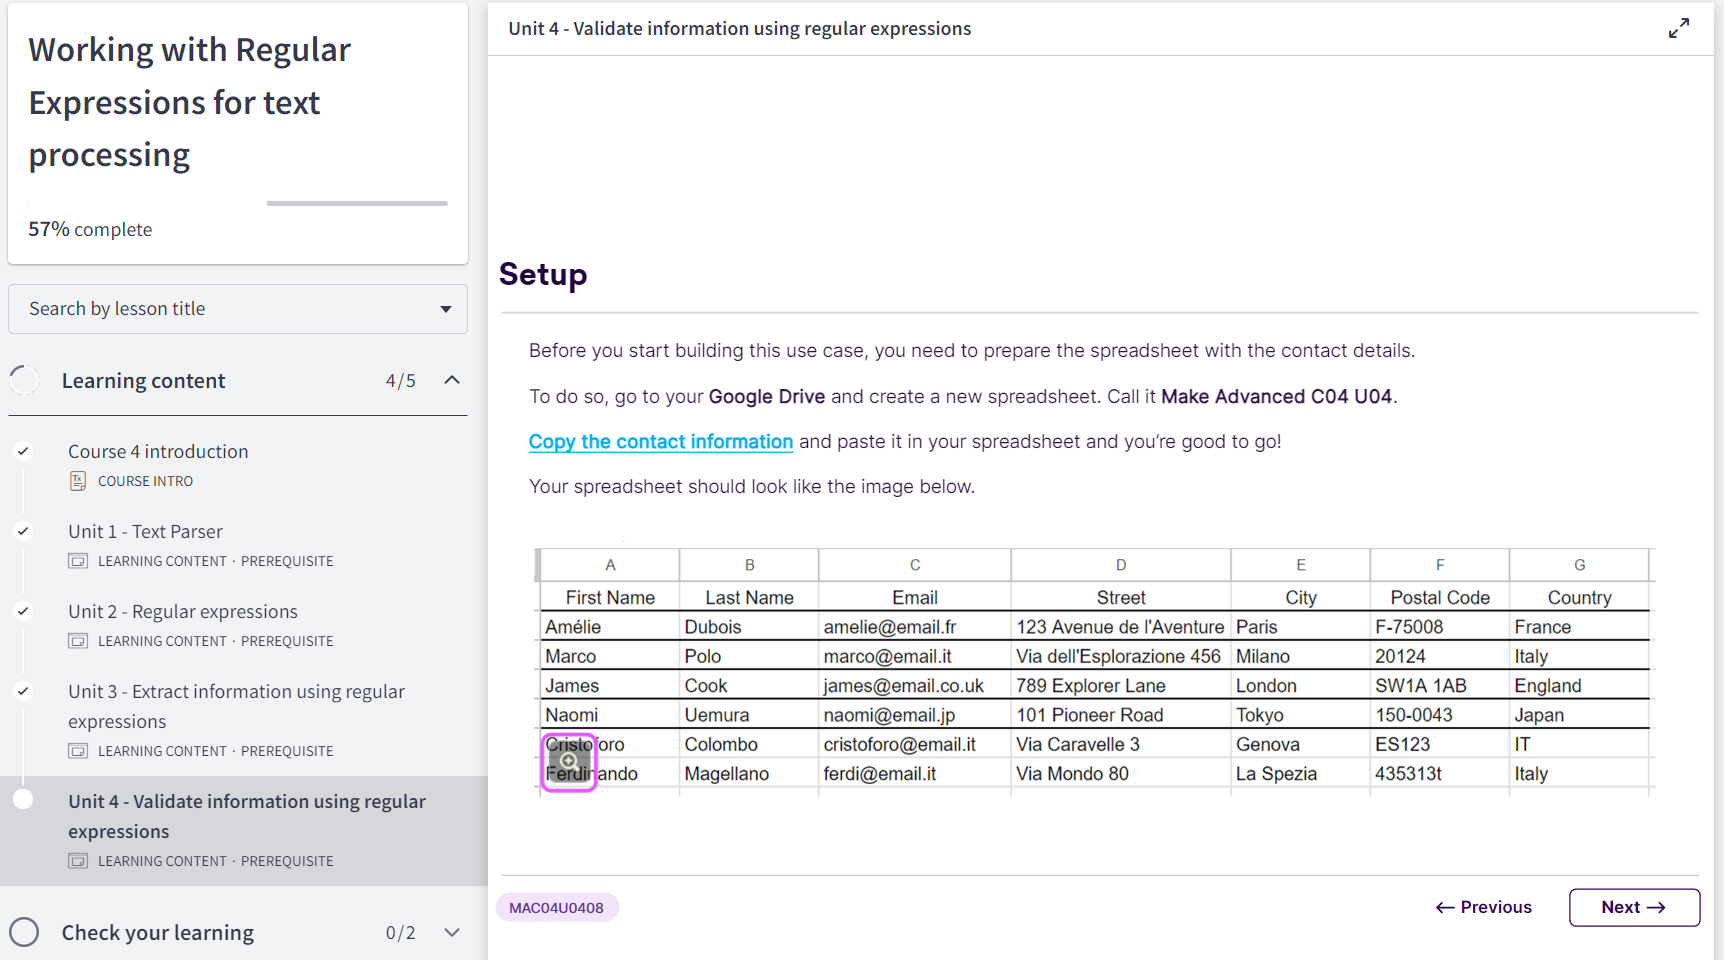 Working with Regular
Expressions for text
processing
57% complete
Search by lesson title
Learning content 4/5
Course 4 introduction
COURSE INTRO
Unit 1 - Text Parser
LEARNING CONTENT · PREREQUISITE
Unit 2 - Regular expressions
LEARNING CONTENT · PREREQUISITE
Unit 3 - Extract information using regular
expressions
LEARNING CONTENT · PREREQUISITE
Unit 4 - Validate information using regular
expressions
LEARNING CONTENT · PREREQUISITE
Check your learning 0/2
Unit 4 - Validate information using regular expressions
Setup
Before you start building this use case, you need to prepare the spreadsheet with the contact details.
To do so, go to your Google Drive and create a new spreadsheet. Call it Make Advanced C04 U04.
Copy the contact information and paste it in your spreadsheet and you’re good to go!
Your spreadsheet should look like the image below.
A B C D E F G
First Name Last Name Email Street City Postal Code Country
Amélie Dubois amelie@email.fr 123 Avenue de l'Aventure Paris F-75008 France
Marco Polo marco@email.it Via dell'Esplorazione 456 Milano 20124 Italy
James Cook james@email.co.uk 789 Explorer Lane London SW1A 1AB England
Naomi Uemura naomi@email.jp 101 Pioneer Road Tokyo 150-0043 Japan
Cristoforo Colombo cristoforo@email.it Via Caravelle 3 Genova ES123 IT
Ferdinando Magellano ferdi@email.it Via Mondo 80 La Spezia 435313t Italy
MAC04U0408
← Previous
Next →